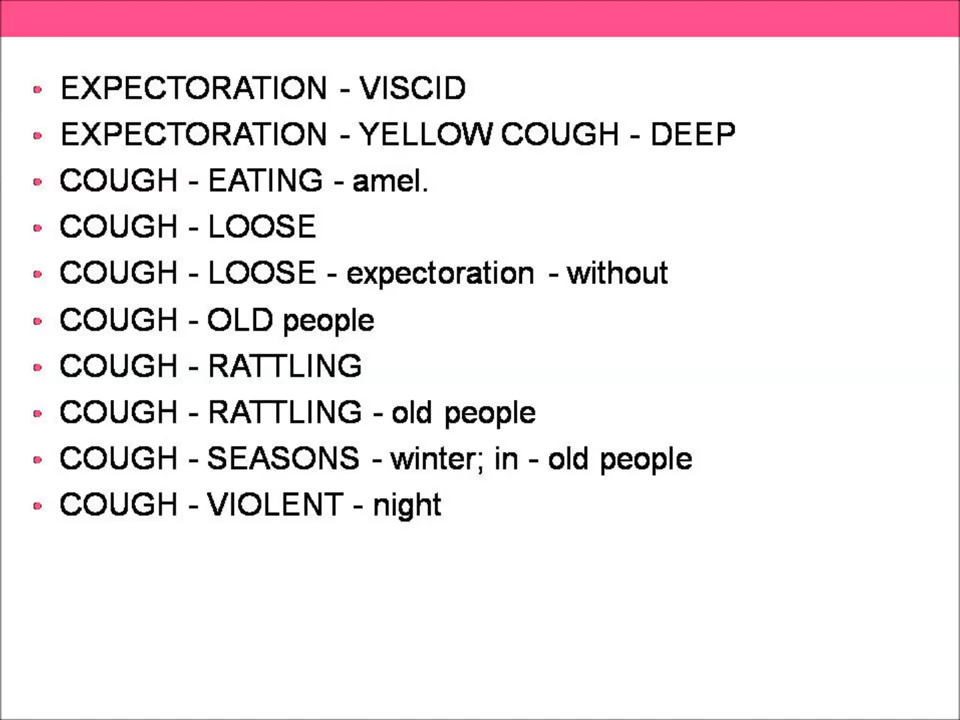 • EXPECTORATION - VISCID
• EXPECTORATION - YELLOW COUGH - DEEP
• COUGH - EATING - amel.
• COUGH - LOOSE
• COUGH - LOOSE - expectoration - without
• COUGH - OLD people
• COUGH - RATTLING
• COUGH - RATTLING - old people
• COUGH - SEASONS - winter; in - old people
• COUGH - VIOLENT - night